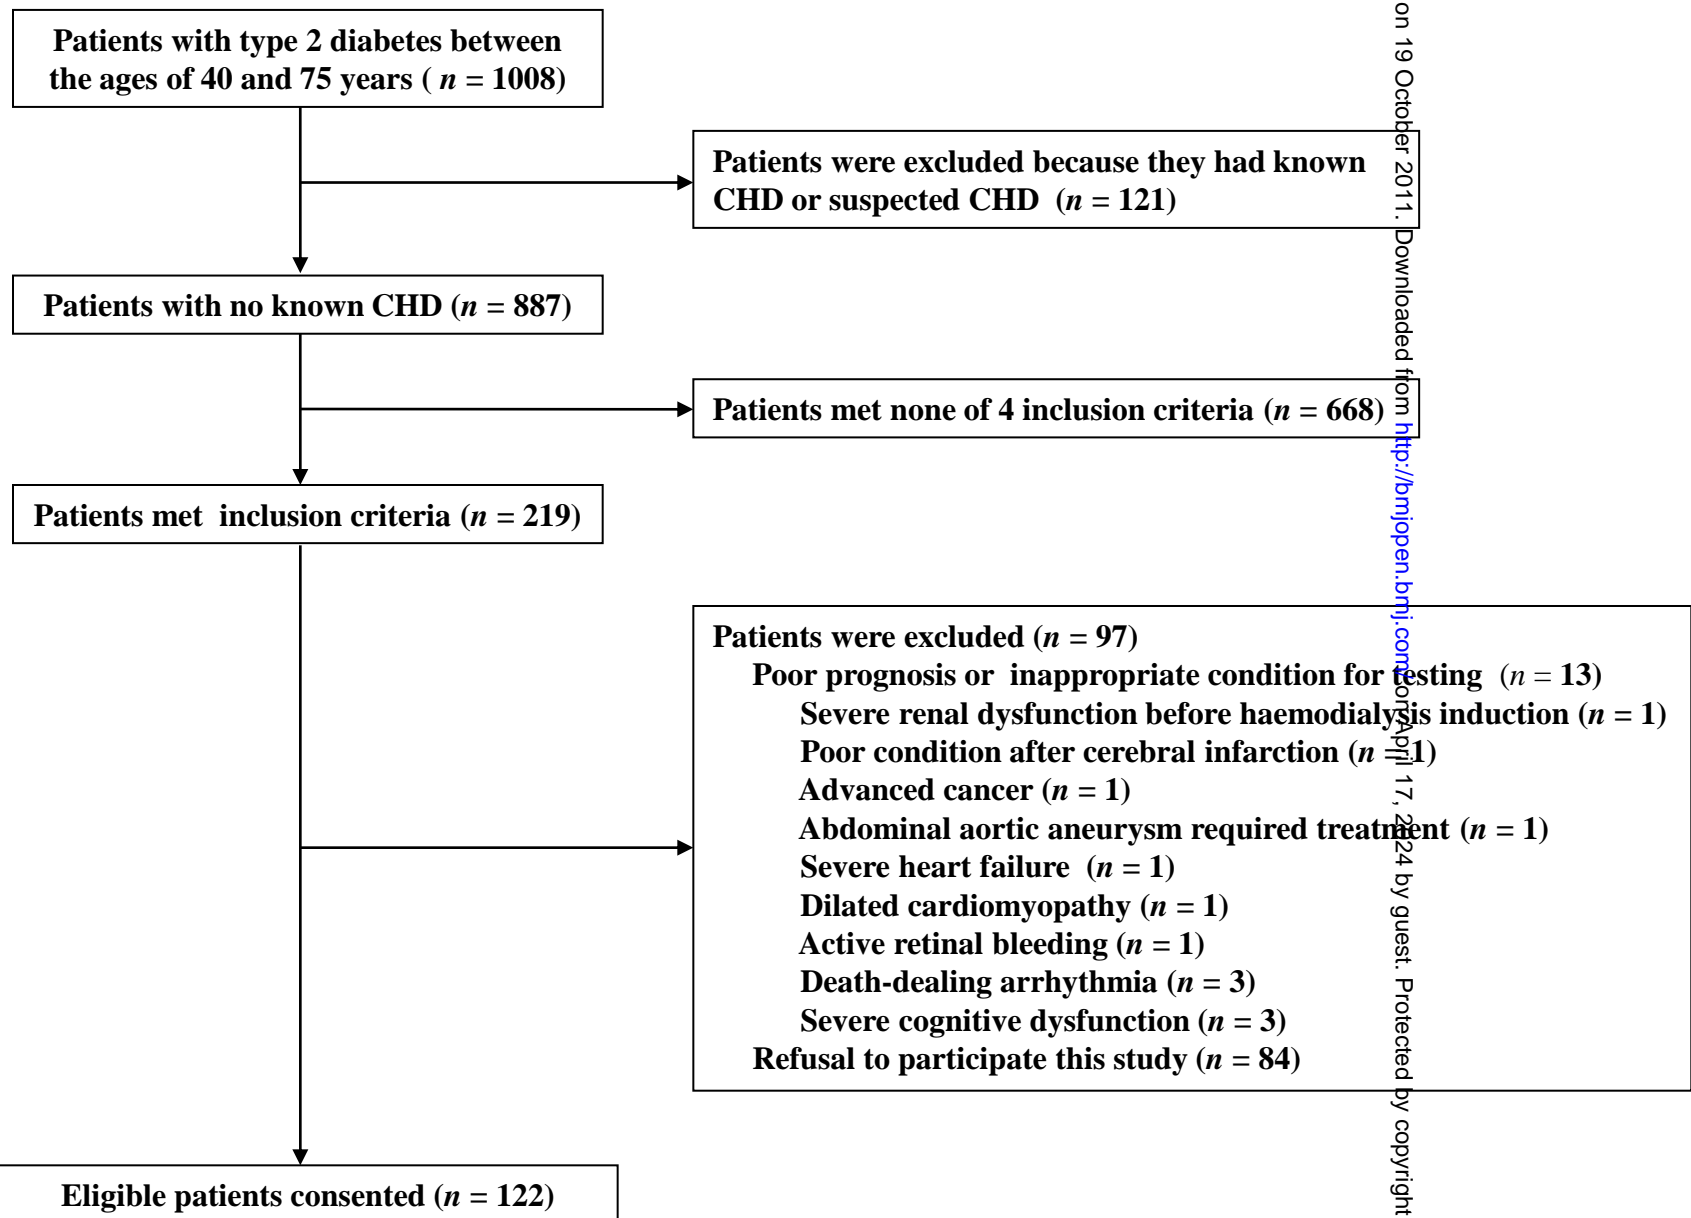 Patients with type 2 diabetes between
the ages of 40 and 75 years ( n = 1008)
Patients were excluded because they had known
CHD or suspected CHD (n = 121)
Patients with no known CHD (n = 887)
Patients met none of 4 inclusion criteria (n = 668)
Patients met inclusion criteria (n = 219)
Patients were excluded (n = 97)
Poor prognosis or inappropriate condition for testing (n = 13)
Severe renal dysfunction before haemodialysis induction (n = 1)
Poor condition after cerebral infarction (n = 1)
Advanced cancer (n = 1)
Abdominal aortic aneurysm required treatment (n = 1)
Severe heart failure (n = 1)
Dilated cardiomyopathy (n = 1)
Active retinal bleeding (n = 1)
Death-dealing arrhythmia (n = 3)
Severe cognitive dysfunction (n = 3)
Refusal to participate this study (n = 84)
Eligible patients consented (n = 122)
on 19 October 2011. Downloaded from http://bmjopen.bmj.com/ on April 17, 2024 by guest. Protected by copyright